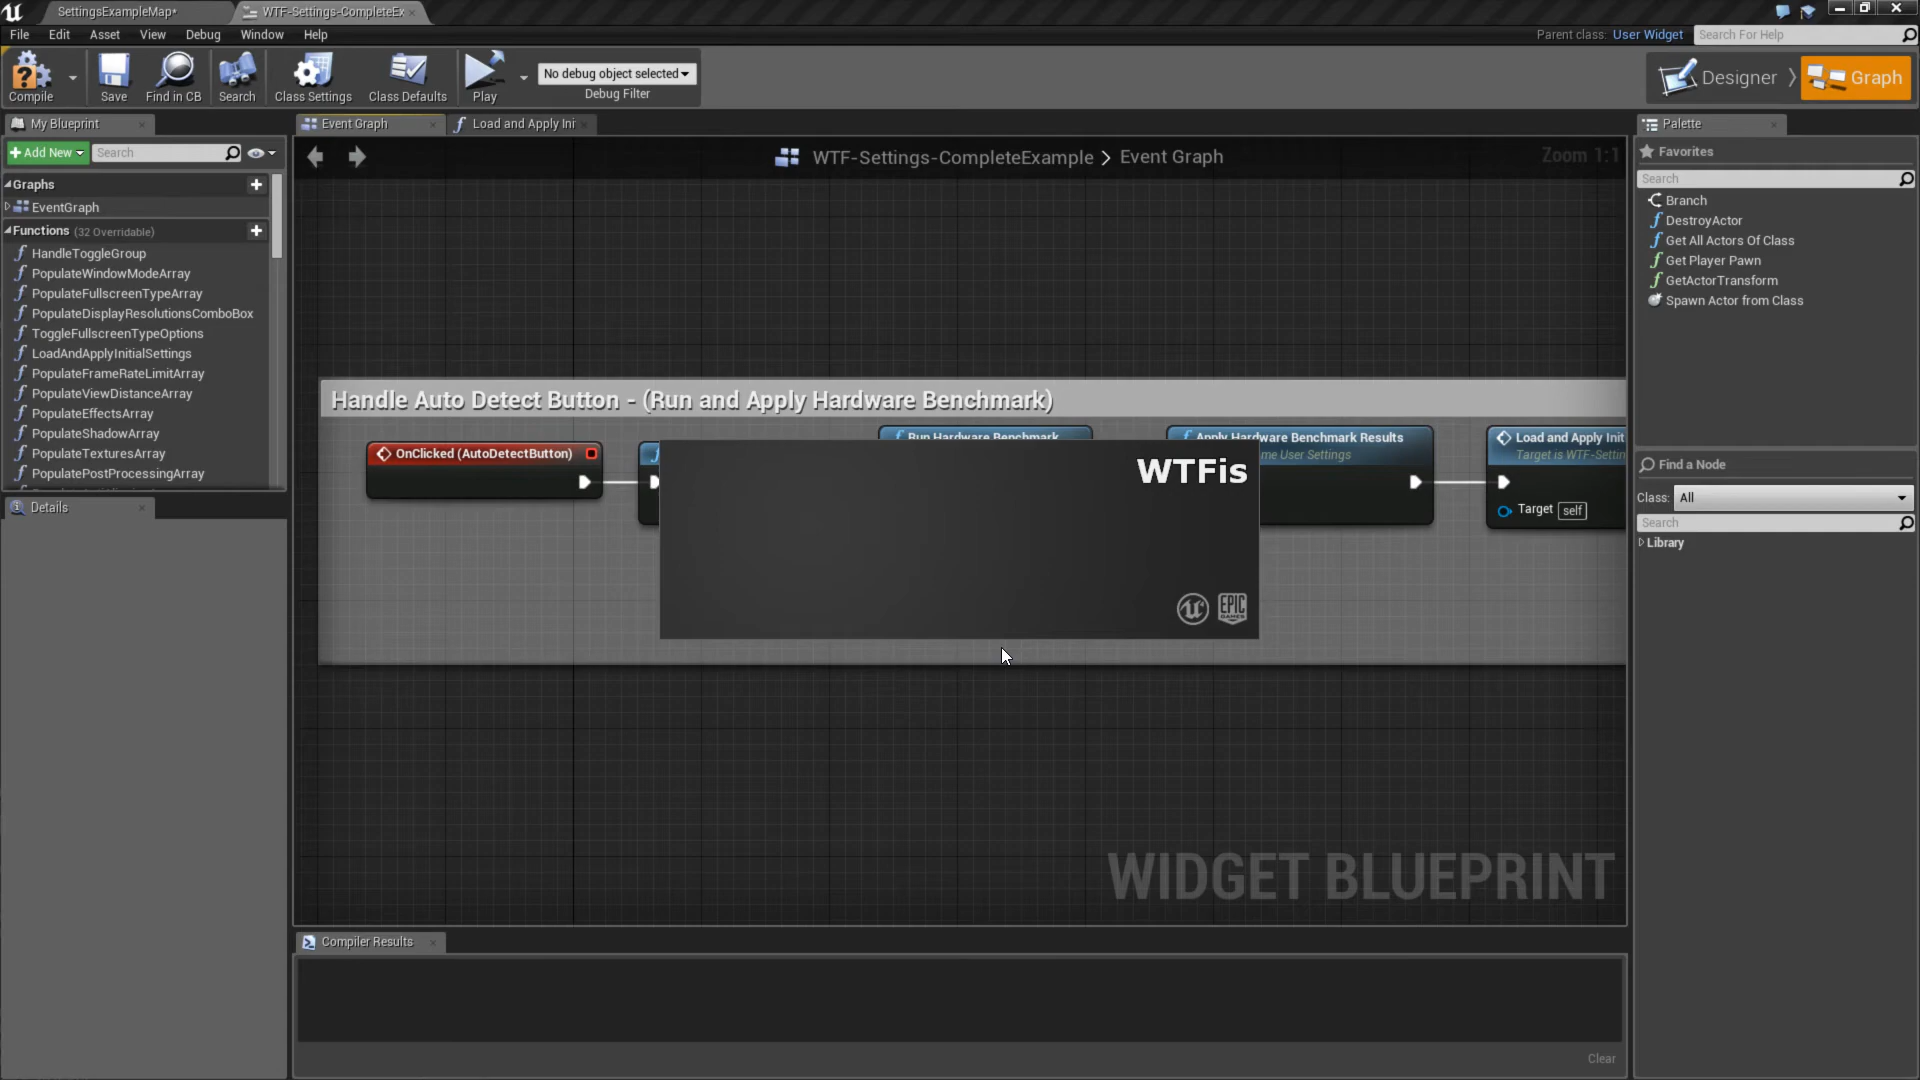 SettingsExampleMap*
WTF-Settings-CompleteEx
File Edit Asset View Debug Window Help
Parent class: User Widget
Search For Help
Compile
Save
Find in CB
Search
Class Settings
Class Defaults
Play
No debug object selected
Debug Filter
Designer
Graph
My Blueprint
Add New
Search
Graphs
EventGraph
Functions (32 Overridable)
HandleToggleGroup
PopulateWindowModeArray
PopulateFullscreenTypeArray
PopulateDisplayResolutionsComboBox
ToggleFullscreenTypeOptions
LoadAndApplyInitialSettings
PopulateFrameRateLimitArray
PopulateViewDistanceArray
PopulateEffectsArray
PopulateShadowArray
PopulateTexturesArray
PopulatePostProcessingArray
Details
Event Graph
Load and Apply Ini
WTF-Settings-CompleteExample > Event Graph
Zoom 1:1
Handle Auto Detect Button - (Run and Apply Hardware Benchmark)
OnClicked (AutoDetectButton)
Run Hardware Benchmark
Apply Hardware Benchmark Results
me User Settings
Load and Apply Init
Target is WTF-Settin
Target self
WTFis
EPIC GAMES
WIDGET BLUEPRINT
Compiler Results
Clear
Palette
Favorites
Search
Branch
DestroyActor
Get All Actors Of Class
Get Player Pawn
GetActorTransform
Spawn Actor from Class
Find a Node
Class: All
Search
Library